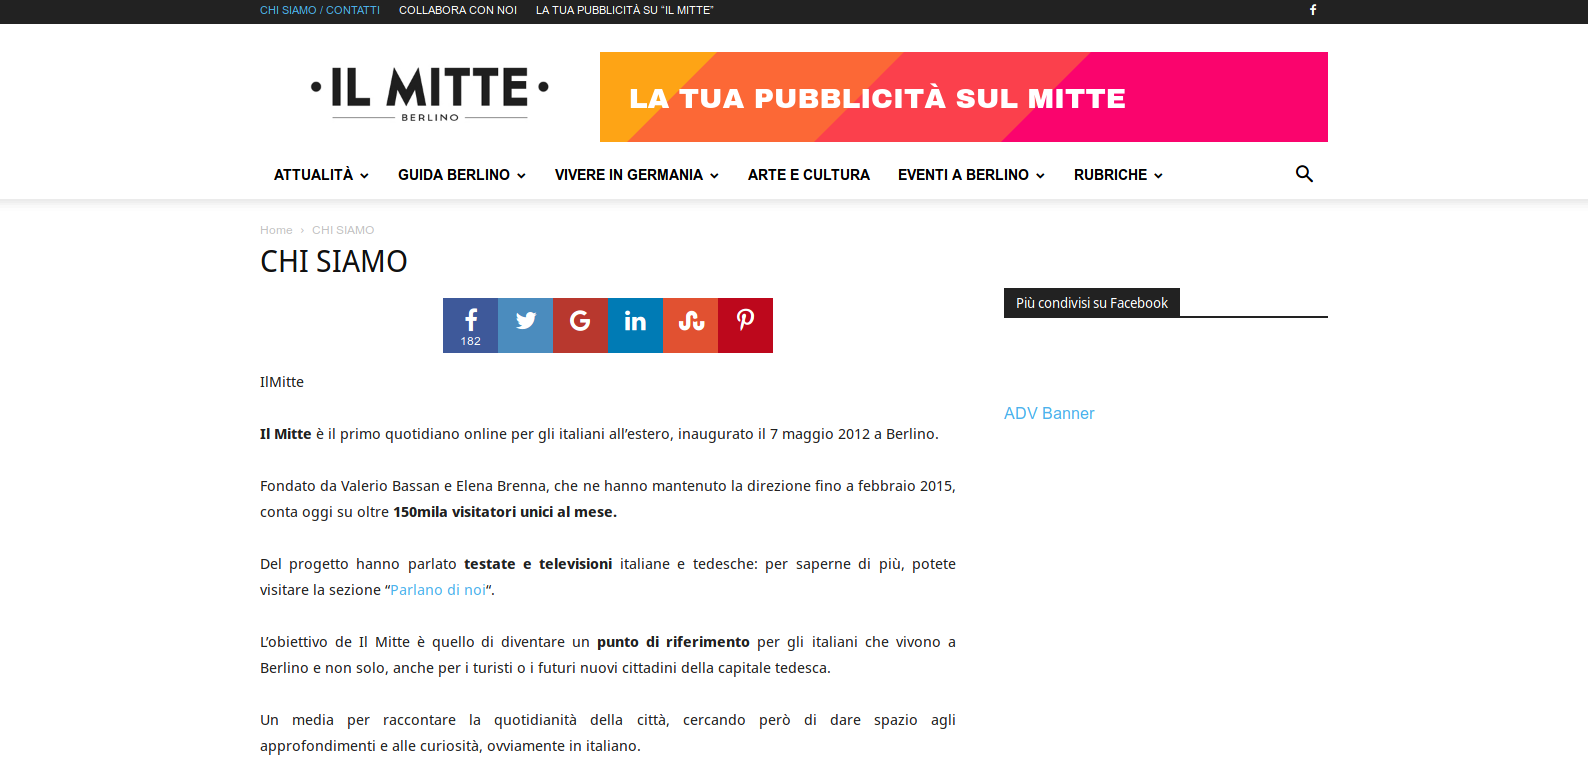 CHI SIAMO / CONTATTI COLLABORA CON NOI LA TUA PUBBLICITÀ SU “IL MITTE”
IL MITTE
BERLINO
LA TUA PUBBLICITÀ SUL MITTE
ATTUALITÀ GUIDA BERLINO VIVERE IN GERMANIA ARTE E CULTURA EVENTI A BERLINO RUBRICHE
Home › CHI SIAMO
CHI SIAMO
182
IlMitte
Il Mitte è il primo quotidiano online per gli italiani all’estero, inaugurato il 7 maggio 2012 a Berlino.
Fondato da Valerio Bassan e Elena Brenna, che ne hanno mantenuto la direzione fino a febbraio 2015,
conta oggi su oltre 150mila visitatori unici al mese.
Del progetto hanno parlato testate e televisioni italiane e tedesche: per saperne di più, potete
visitare la sezione “Parlano di noi“.
L’obiettivo de Il Mitte è quello di diventare un punto di riferimento per gli italiani che vivono a
Berlino e non solo, anche per i turisti o i futuri nuovi cittadini della capitale tedesca.
Un media per raccontare la quotidianità della città, cercando però di dare spazio agli
approfondimenti e alle curiosità, ovviamente in italiano.
Più condivisi su Facebook
ADV Banner